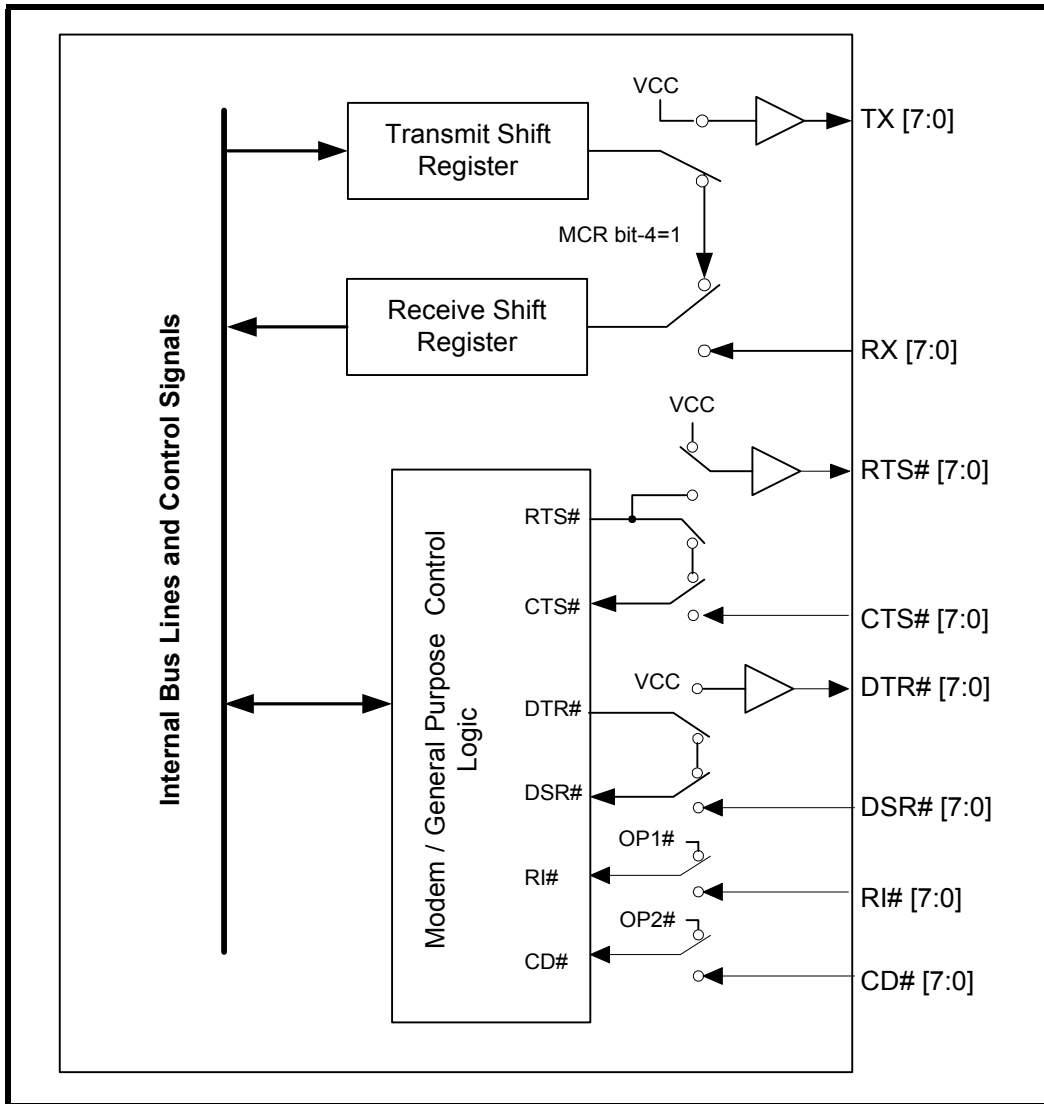 VCC
TX [7:0]
Transmit Shift
Register
MCR bit-4=1
Receive Shift
Register
RX [7:0]
Internal Bus Lines and Control Signals
VCC
RTS# [7:0]
RTS#
CTS#
CTS# [7:0]
Modem / General Purpose Control
Logic
VCC
DTR# [7:0]
DTR#
DSR#
DSR# [7:0]
OP1#
RI#
RI# [7:0]
OP2#
CD#
CD# [7:0]